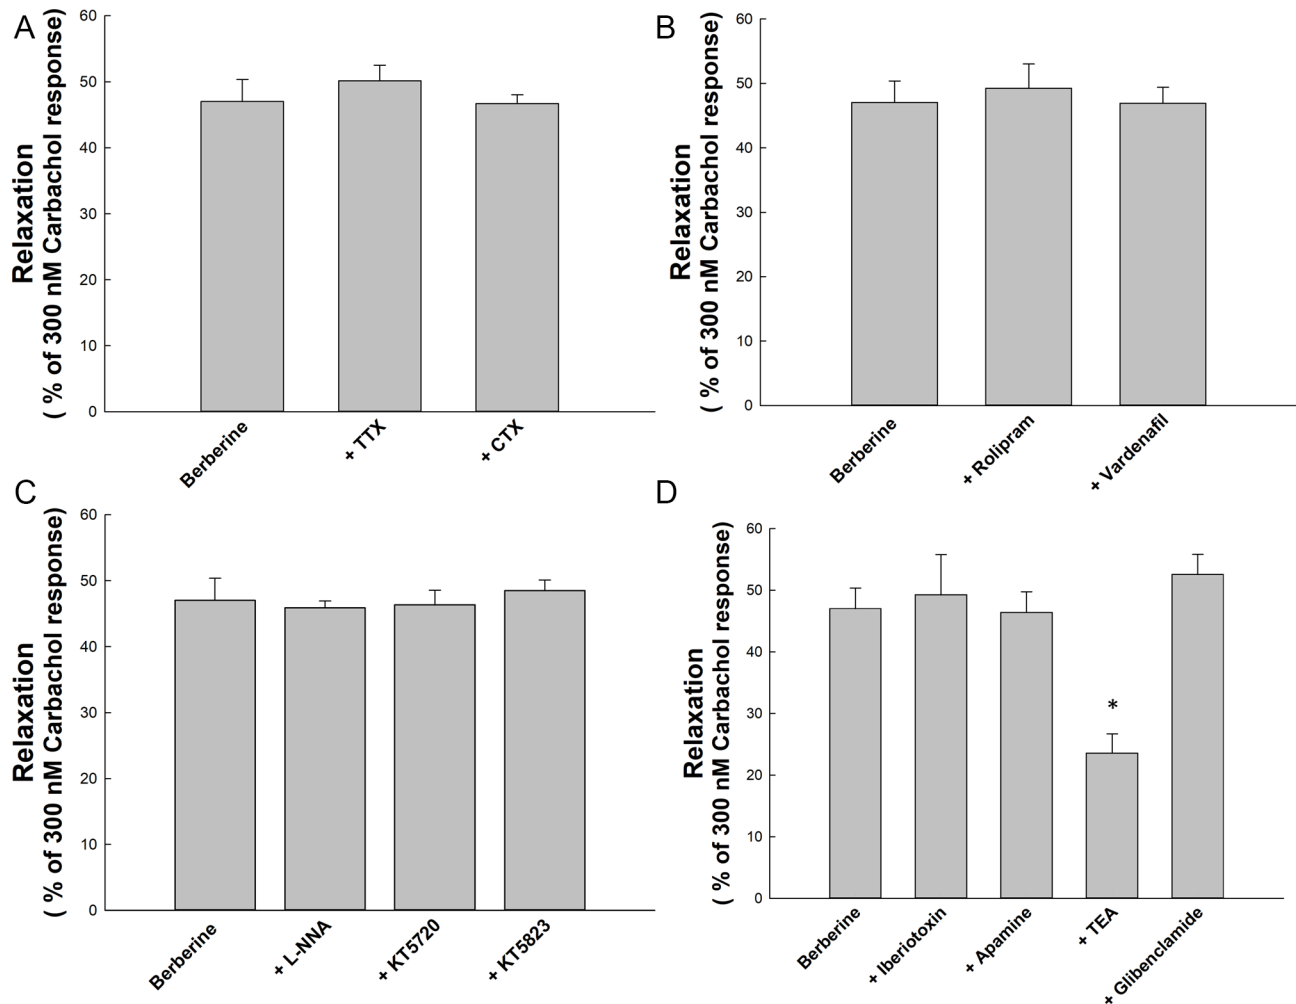 A
Relaxation
( % of 300 nM Carbachol response)
60
50
40
30
20
10
0
Berberine
+ TTX
+ CTX
B
Relaxation
( % of 300 nM Carbachol response)
60
50
40
30
20
10
0
Berberine
+ Rolipram
+ Vardenafil
C
Relaxation
( % of 300 nM Carbachol response)
60
50
40
30
20
10
0
Berberine
+ L-NNA
+ KT5720
+ KT5823
D
Relaxation
( % of 300 nM Carbachol response)
60
50
40
30
20
10
0
*
Berberine
+ Iberiotoxin
+ Apamine
+ TEA
+ Glibenclamide